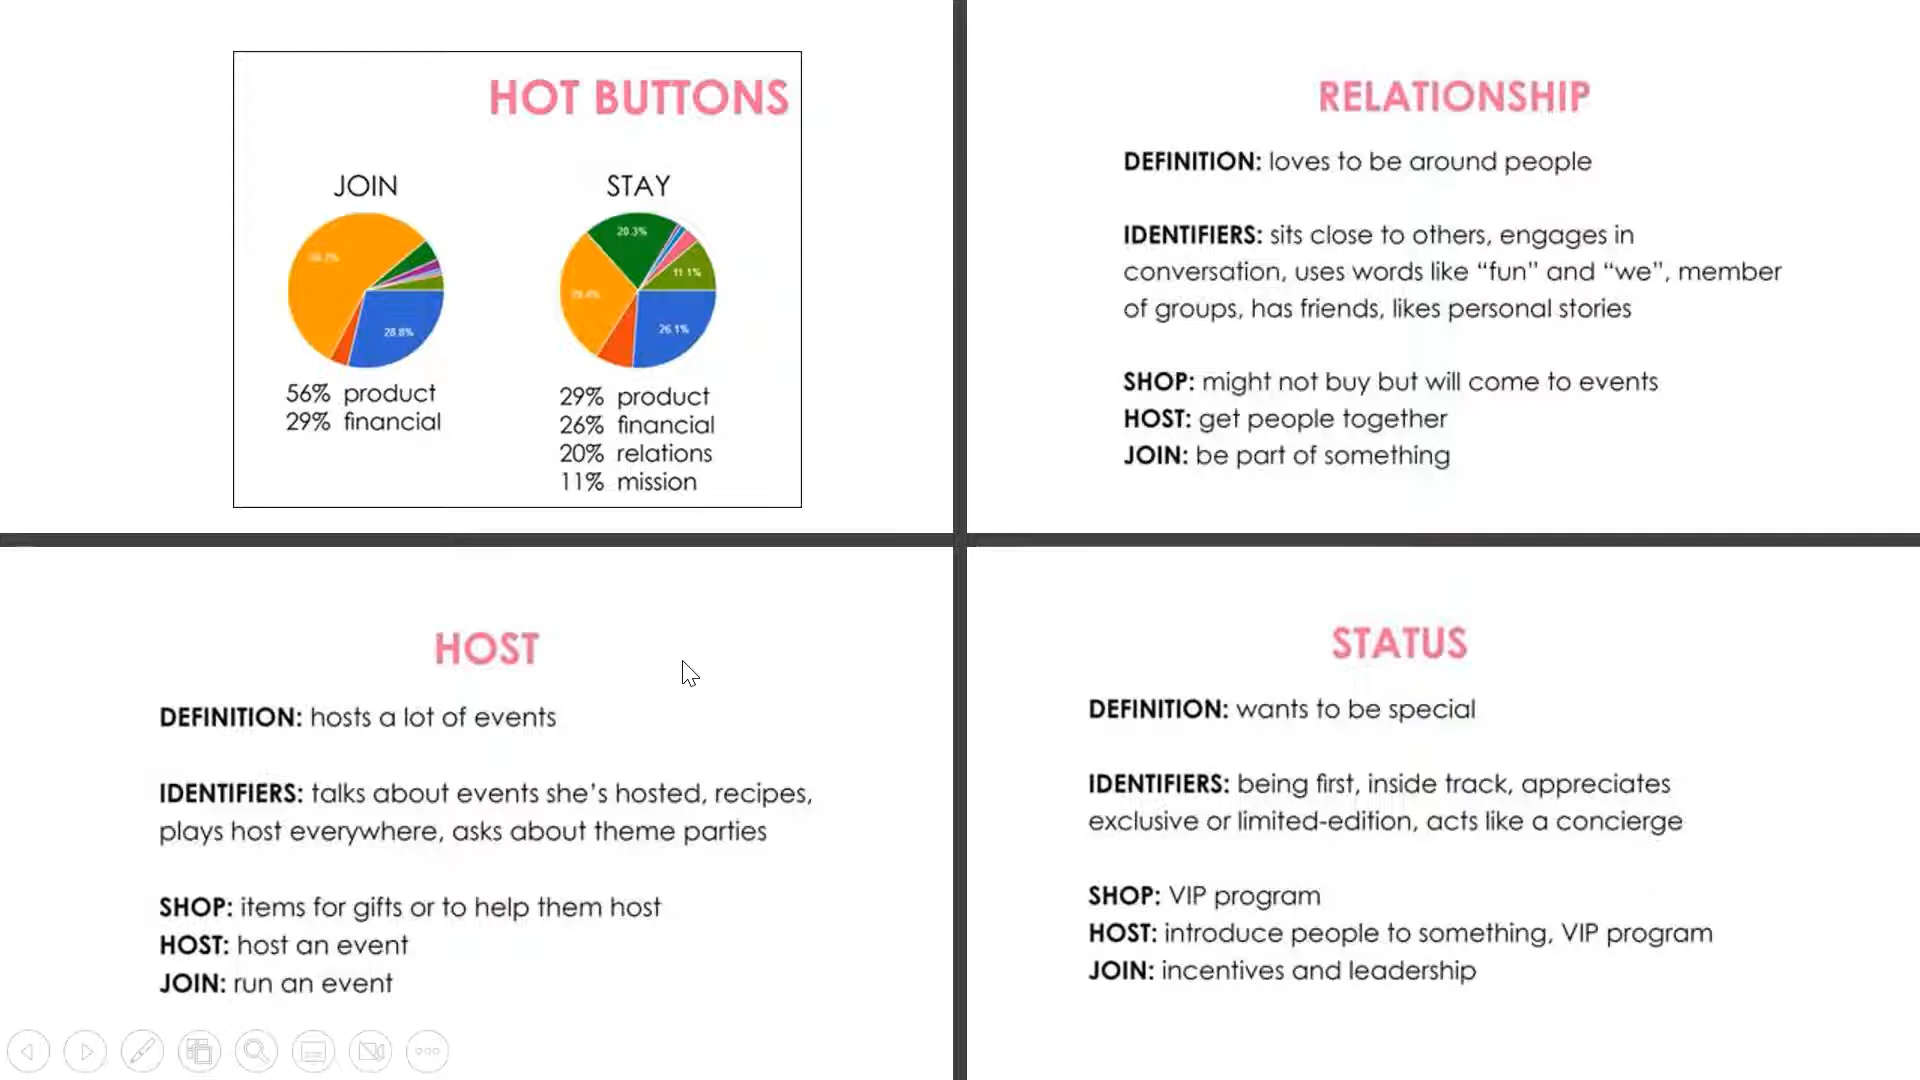 HOT BUTTONS
JOIN
28.8%
56% product
29% financial
STAY
20.3%
11.1%
26.1%
29% product
26% financial
20% relations
11% mission
RELATIONSHIP
DEFINITION: loves to be around people
IDENTIFIERS: sits close to others, engages in
conversation, uses words like “fun” and “we”, member
of groups, has friends, likes personal stories
SHOP: might not buy but will come to events
HOST: get people together
JOIN: be part of something
HOST
DEFINITION: hosts a lot of events
IDENTIFIERS: talks about events she’s hosted, recipes,
plays host everywhere, asks about theme parties
SHOP: items for gifts or to help them host
HOST: host an event
JOIN: run an event
STATUS
DEFINITION: wants to be special
IDENTIFIERS: being first, inside track, appreciates
exclusive or limited-edition, acts like a concierge
SHOP: VIP program
HOST: introduce people to something, VIP program
JOIN: incentives and leadership